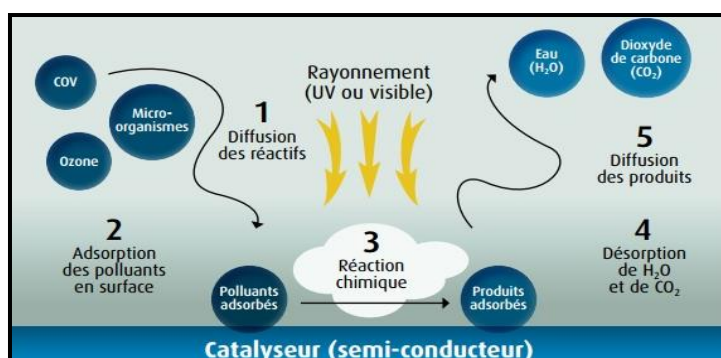 COV
Micro-
organismes
Ozone
1
Diffusion
des réactifs
Rayonnement
(UV ou visible)
Eau
(H₂O)
Dioxyde
de carbone
(CO₂)
5
Diffusion
des produits
2
Adsorption
des polluants
en surface
3
Réaction
chimique
4
Désorption
de H₂O
et de CO₂
Polluants
adsorbés
Produits
adsorbés
Catalyseur (semi-conducteur)